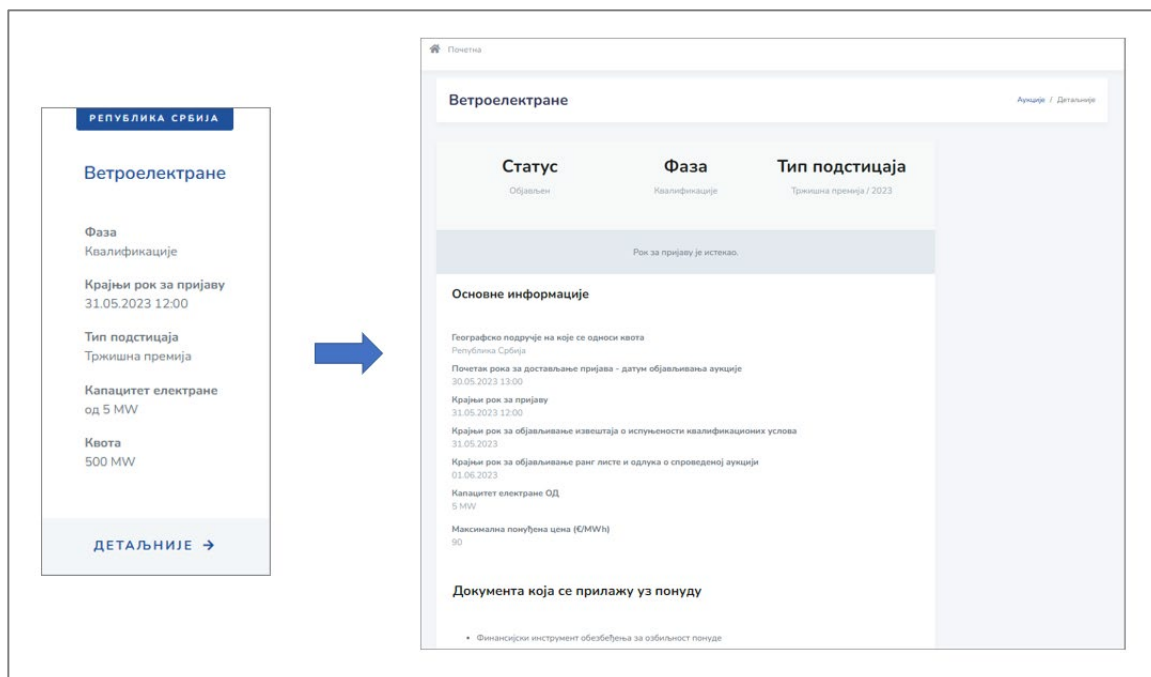 РЕПУБЛИКА СРБИЈА
Ветроелектране
Фаза
Квалификације
Крајњи рок за пријаву
31.05.2023 12:00
Тип подстицаја
Тржишна премија
Капацитет електране
од 5 MW
Квота
500 MW
ДЕТАЉНИЈЕ →
Почетна
Ветроелектране
Аукције / Детаљније
Статус
Објављен
Фаза
Квалификације
Тип подстицаја
Тржишна премија / 2023
Рок за пријаву је истекао.
Основне информације
Географско подручје на које се односи квота
Република Србија
Почетак рока за достављање пријава - датум објављивања аукције
30.05.2023 13:00
Крајњи рок за пријаву
31.05.2023 12:00
Крајњи рок за објављивање извештаја о испуњености квалификационих услова
31.05.2023
Крајњи рок за објављивање ранг листе и одлука о спроведеној аукцији
01.06.2023
Капацитет електране ОД
5 MW
Максимална понуђена цена (€/MWh)
90
Документа која се прилажу уз понуду
• Финансијски инструмент обезбеђења за озбиљност понуде